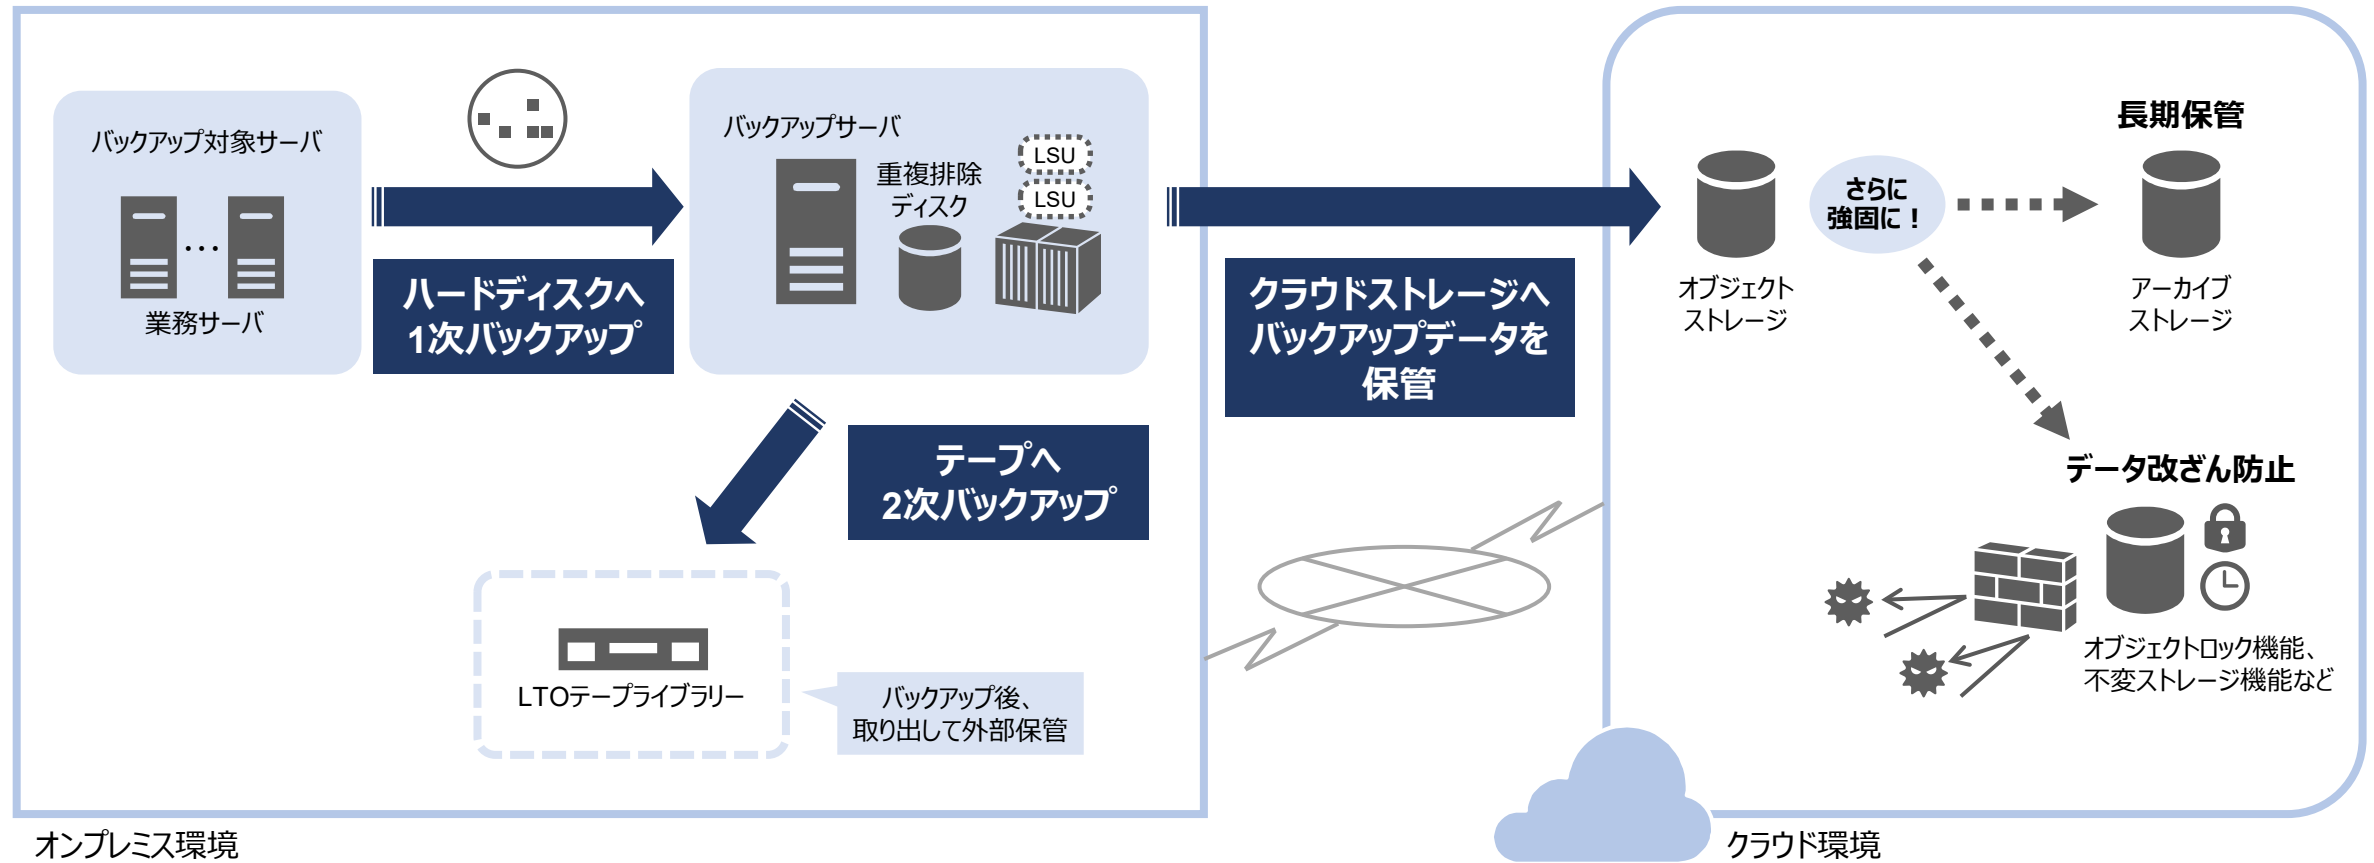 バックアップ対象サーバ
…
業務サーバ
ハードディスクへ
1次バックアップ
バックアップサーバ
重複排除
ディスク
LSU
LSU
テープへ
2次バックアップ
LTOテープライブラリー
バックアップ後、
取り出して外部保管
オンプレミス環境
クラウドストレージへ
バックアップデータを
保管
オブジェクト
ストレージ
さらに
強固に！
長期保管
アーカイブ
ストレージ
データ改ざん防止
オブジェクトロック機能、
不変ストレージ機能など
クラウド環境